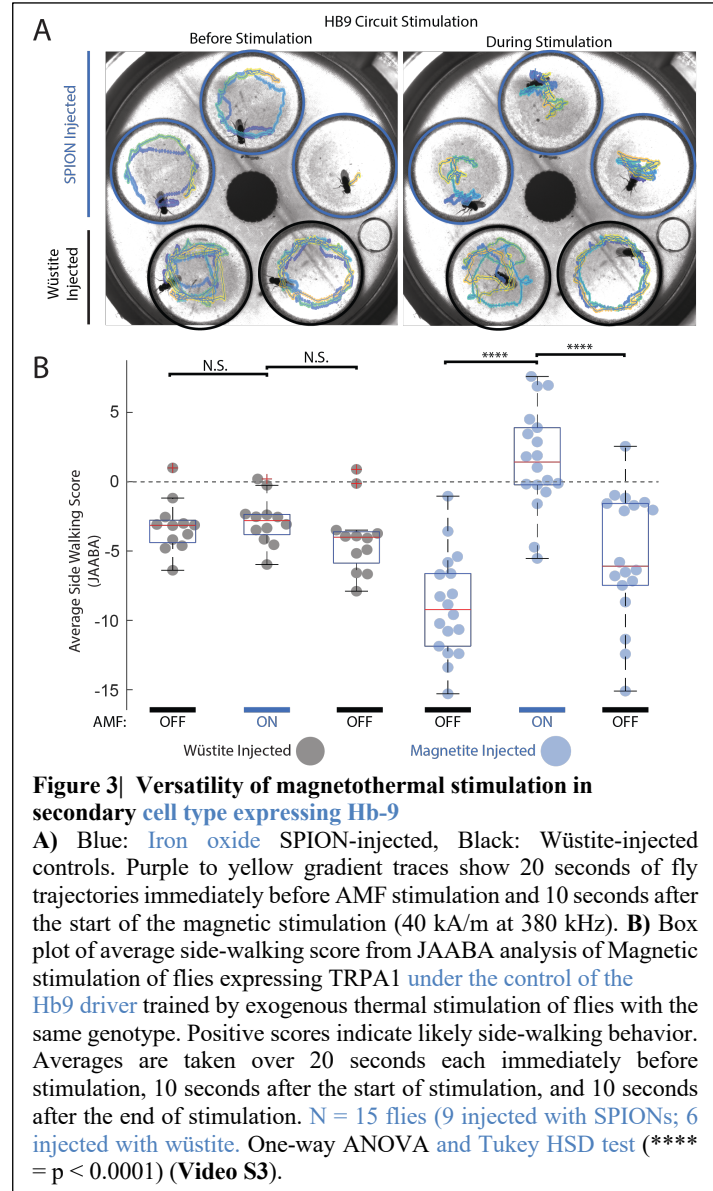 A
HB9 Circuit Stimulation
Before Stimulation
During Stimulation
SPION Injected
Wüstite
Injected
B
N.S.
N.S.
****
****
Average Side Walking Score
(JAABA)
5
0
-5
-10
-15
AMF:
OFF
ON
OFF
OFF
ON
OFF
Wüstite Injected
Magnetite Injected
Figure 3| Versatility of magnetothermal stimulation in
secondary cell type expressing Hb-9
A) Blue: Iron oxide SPION-injected, Black: Wüstite-injected
controls. Purple to yellow gradient traces show 20 seconds of fly
trajectories immediately before AMF stimulation and 10 seconds after
the start of the magnetic stimulation (40 kA/m at 380 kHz). B) Box
plot of average side-walking score from JAABA analysis of Magnetic
stimulation of flies expressing TRPA1 under the control of the
Hb9 driver trained by exogenous thermal stimulation of flies with the
same genotype. Positive scores indicate likely side-walking behavior.
Averages are taken over 20 seconds each immediately before
stimulation, 10 seconds after the start of stimulation, and 10 seconds
after the end of stimulation. N = 15 flies (9 injected with SPIONs; 6
injected with wüstite. One-way ANOVA and Tukey HSD test (****
= p < 0.0001) (Video S3).